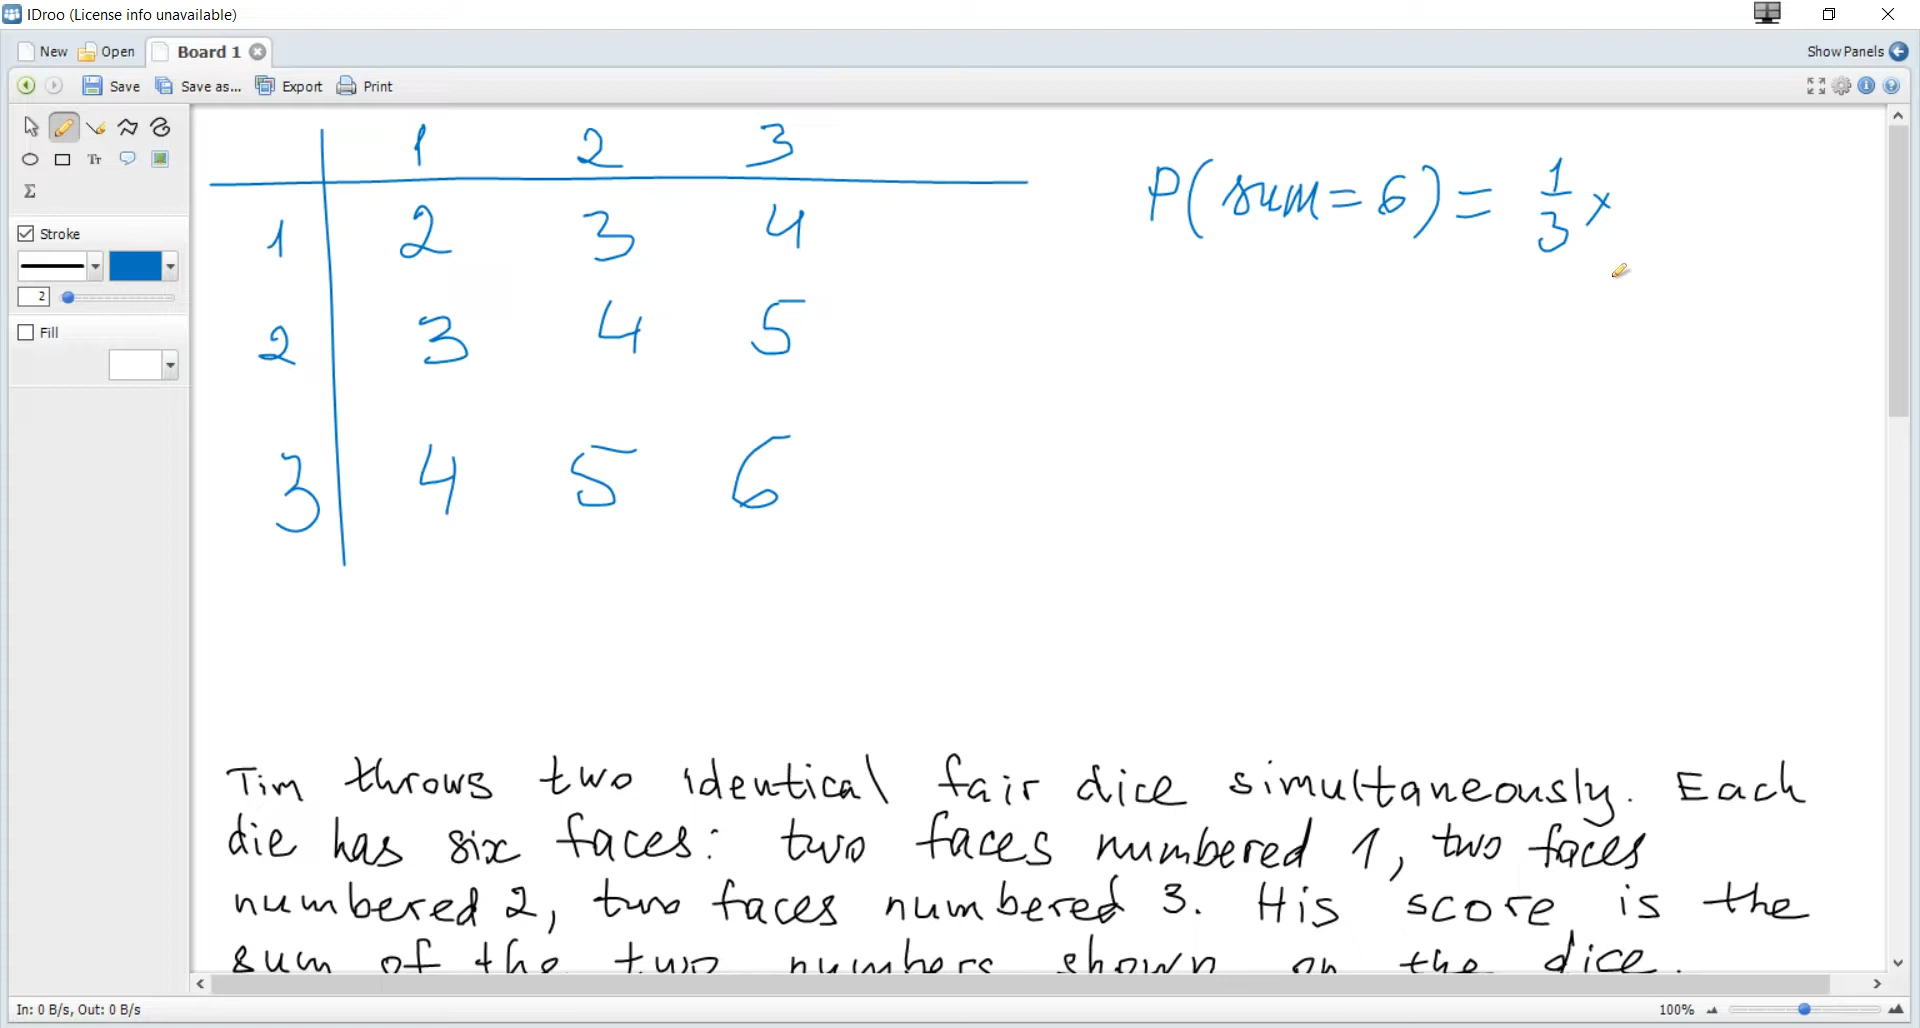 IDroo (License info unavailable)
New Open Board 1 Show Panels
Save Save as... Export Print
Tr
Σ
Stroke
2
Fill
1 2 3
1 2 3 4
2 3 4 5
3 4 5 6
P(sum=6)= 1/3 ×
Tim throws two identical fair dice simultaneously. Each
die has six faces: two faces numbered 1, two faces
numbered 2, two faces numbered 3. His score is the
sum of the two numbers shown on the dice.
In: 0 B/s, Out: 0 B/s 100%